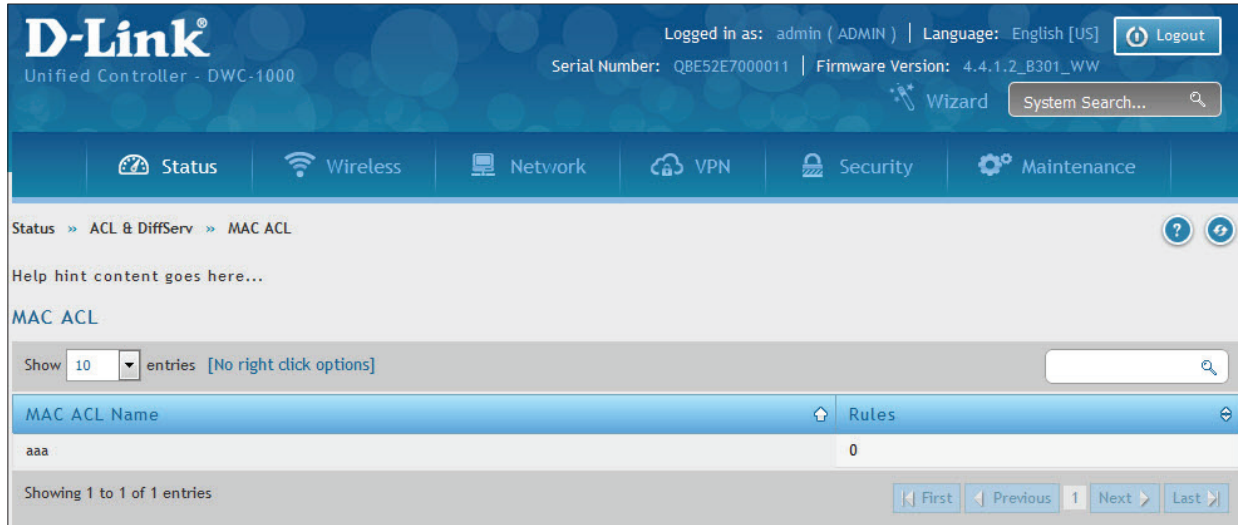 D-Link®
Unified Controller - DWC-1000
Logged in as: admin ( ADMIN ) | Language: English [US]
Logout
Serial Number: QBE52E7000011 | Firmware Version: 4.4.1.2_B301_WW
Wizard
System Search...
Status
Wireless
Network
VPN
Security
Maintenance
Status » ACL & DiffServ » MAC ACL
?
Help hint content goes here...
MAC ACL
Show 10 entries [No right click options]
MAC ACL Name Rules
aaa 0
Showing 1 to 1 of 1 entries
First Previous 1 Next Last